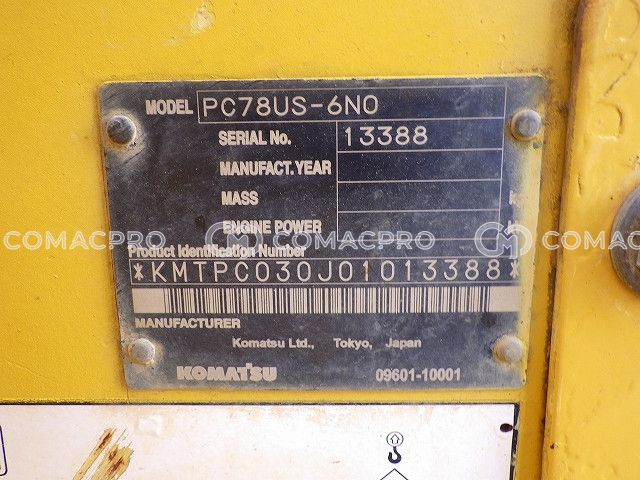 MODEL PC78US-6N0
SERIAL No. 13388
MANUFACT. YEAR
MASS
ENGINE POWER
COMACPRO COMACPRO COMACPRO COMAC
Product Identification Number
*KMTPC030J01013388*
MANUFACTURER
Komatsu Ltd., Tokyo, Japan
KOMATSU 09601-10001